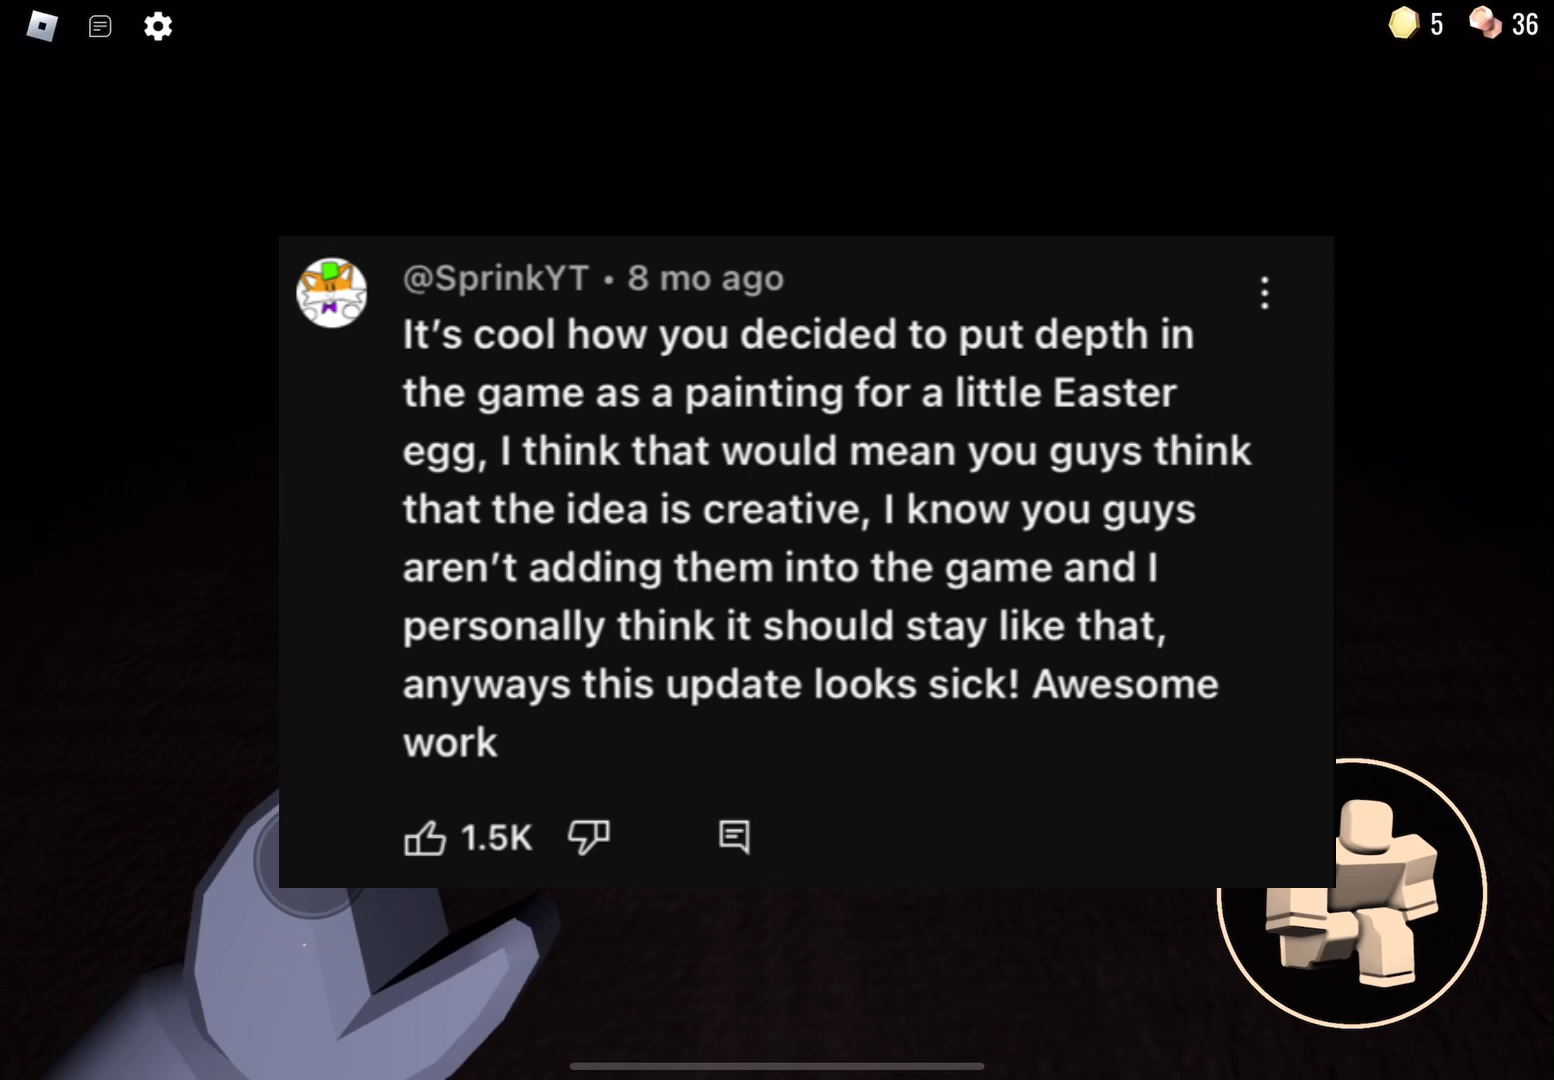 5 36
@SprinkYT • 8 mo ago
It’s cool how you decided to put depth in
the game as a painting for a little Easter
egg, I think that would mean you guys think
that the idea is creative, I know you guys
aren’t adding them into the game and I
personally think it should stay like that,
anyways this update looks sick! Awesome
work
1.5K